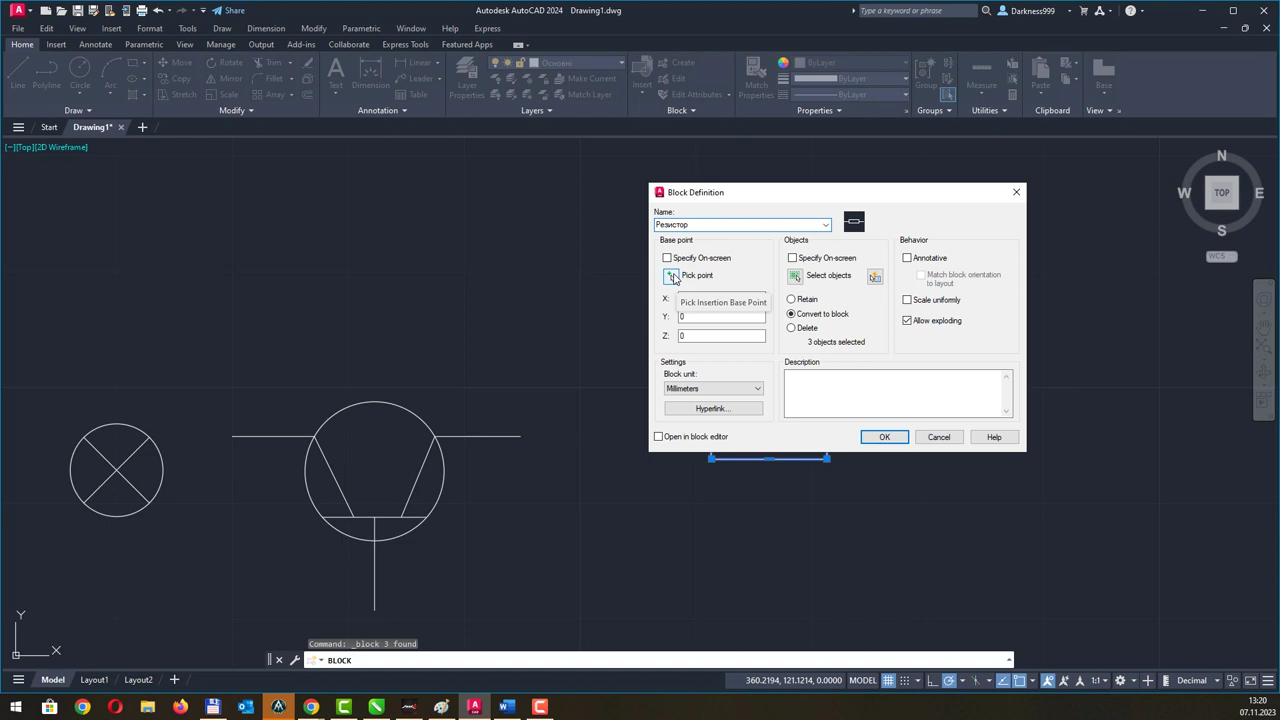 Share
Autodesk AutoCAD 2024 Drawing1.dwg
Type a keyword or phrase
Darkness999
File Edit View Insert Format Tools Draw Dimension Modify Parametric Window Help Express
Home Insert Annotate Parametric View Manage Output Add-ins Collaborate Express Tools Featured Apps
Line Polyline Circle Arc
Move Rotate Trim
Copy Mirror Fillet
Stretch Scale Array
Text Dimension
Linear
Leader
Table
Layer Properties
Основні
Make Current
Match Layer
Insert
Create
Edit
Edit Attributes
Match Properties
ByLayer
ByLayer
ByLayer
Group
Measure
Paste
Base
Draw Modify Annotation Layers Block Properties Groups Utilities Clipboard View
Start Drawing1*
[−][Top][2D Wireframe]
N
W TOP E
S
WCS
Block Definition
Name:
Резистор
Base point
Specify On-screen
Pick point
Pick Insertion Base Point
X:
Y: 0
Z: 0
Objects
Specify On-screen
Select objects
Retain
Convert to block
Delete
3 objects selected
Behavior
Annotative
Match block orientation
to layout
Scale uniformly
Allow exploding
Settings
Block unit:
Millimeters
Hyperlink...
Description
Open in block editor
OK Cancel Help
Y
X
Command: _block 3 found
BLOCK
Model Layout1 Layout2
360.2194, 121.1214, 0.0000 MODEL 1:1 Decimal
13:20
07.11.2023